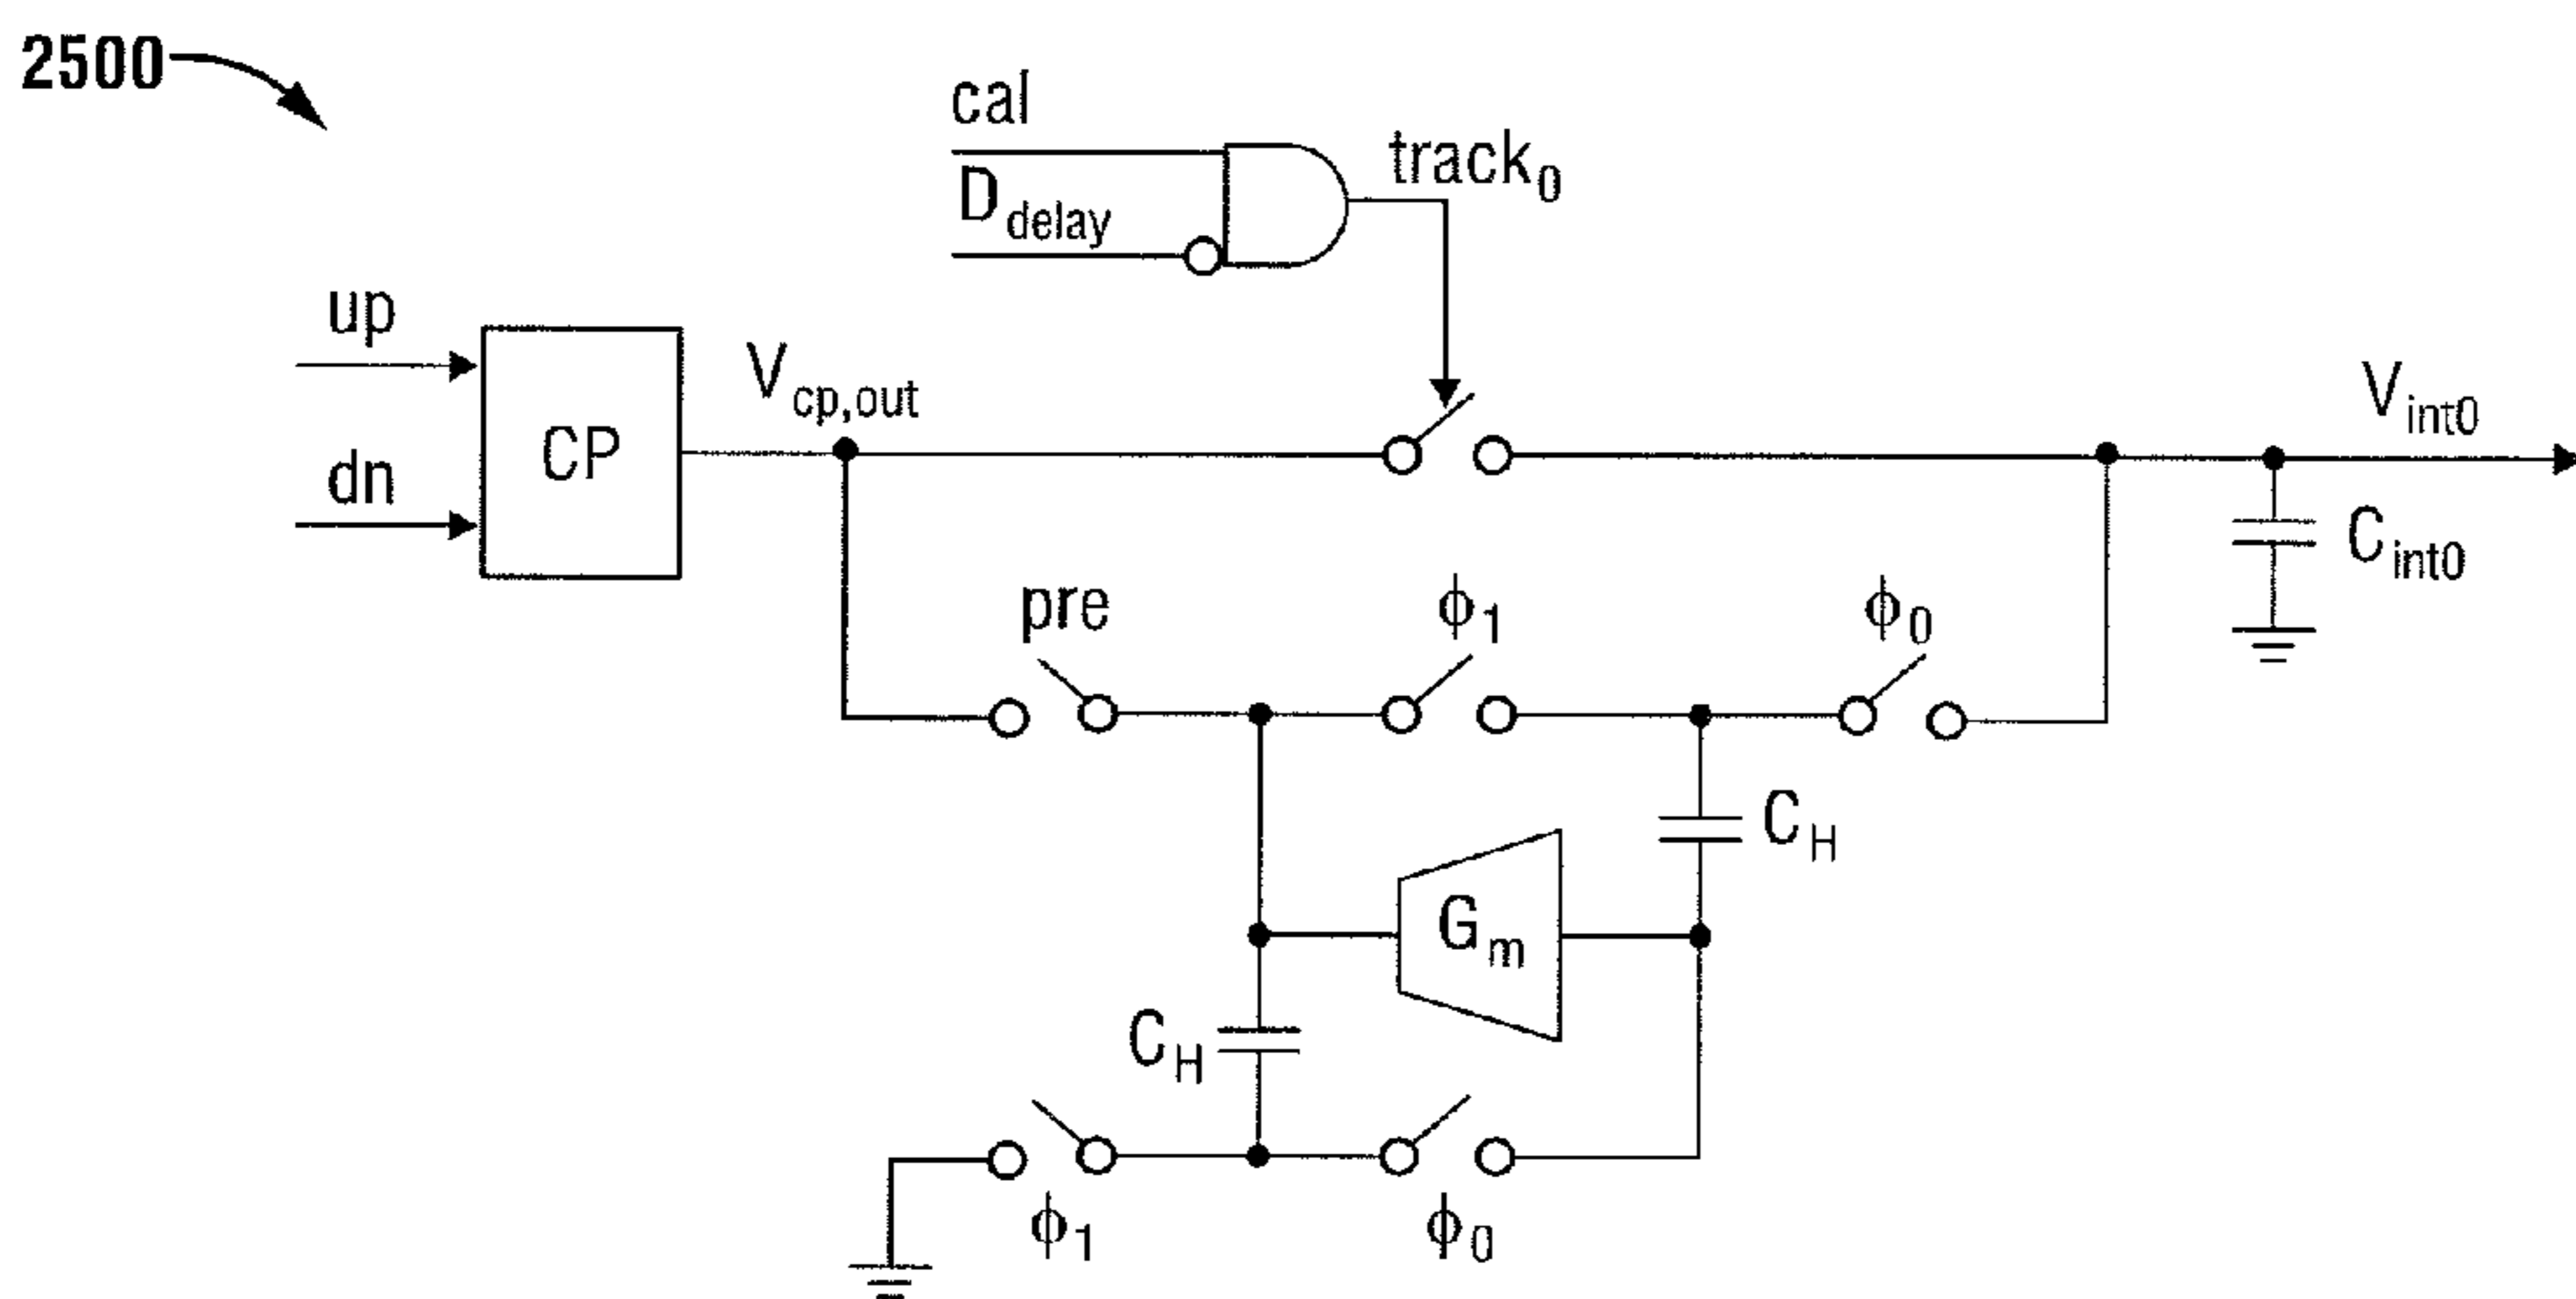 2500
cal
D_delay
track_0
up
dn
CP
V_cp,out
V_int0
C_int0
pre
ϕ_1
ϕ_0
C_H
G_m
C_H
ϕ_1
ϕ_0